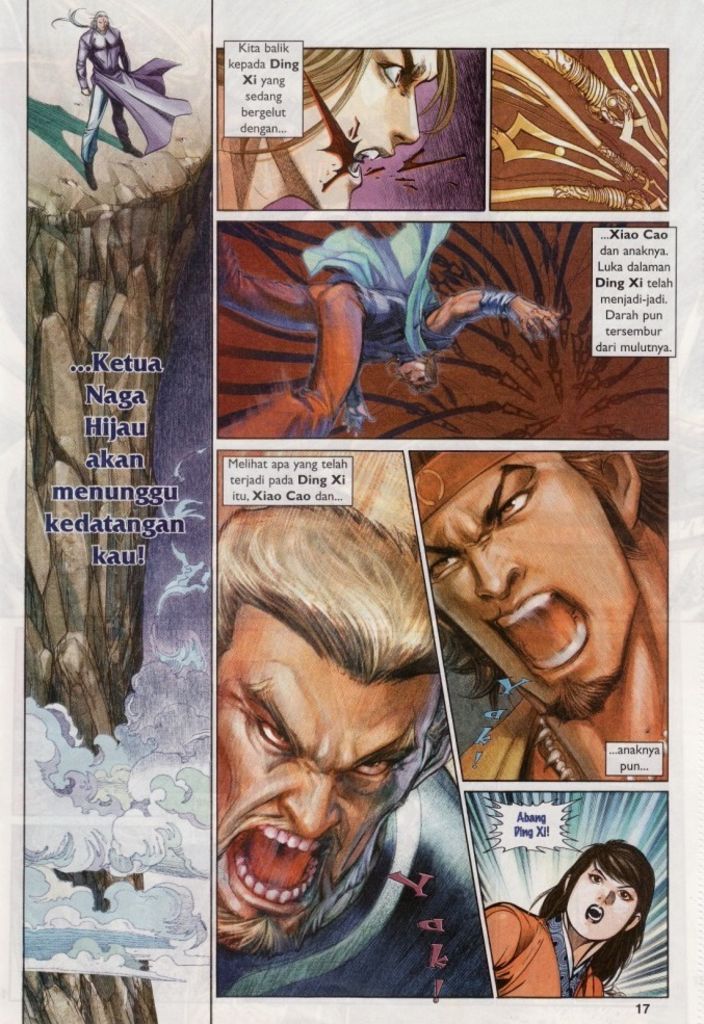 ...Ketua
Naga
Hijau
akan
menunggu
kedatangan
kau!
Kita balik
kepada Ding
Xi yang
sedang
bergelut
dengan...
...Xiao Cao
dan anaknya.
Luka dalaman
Ding Xi telah
menjadi-jadi.
Darah pun
tersembur
dari mulutnya.
Melihat apa yang telah
terjadi pada Ding Xi
itu, Xiao Cao dan...
Yak!
...anaknya
pun...
Yak!
Abang
Ding Xi!
17